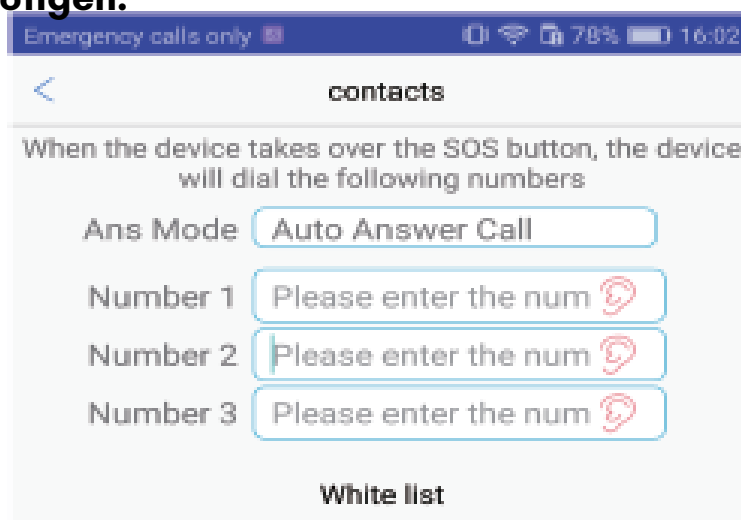 ongen.
Emergency calls only 78% 16:02
contacts
When the device takes over the SOS button, the device
will dial the following numbers
Ans Mode Auto Answer Call
Number 1 Please enter the num
Number 2 Please enter the num
Number 3 Please enter the num
White list